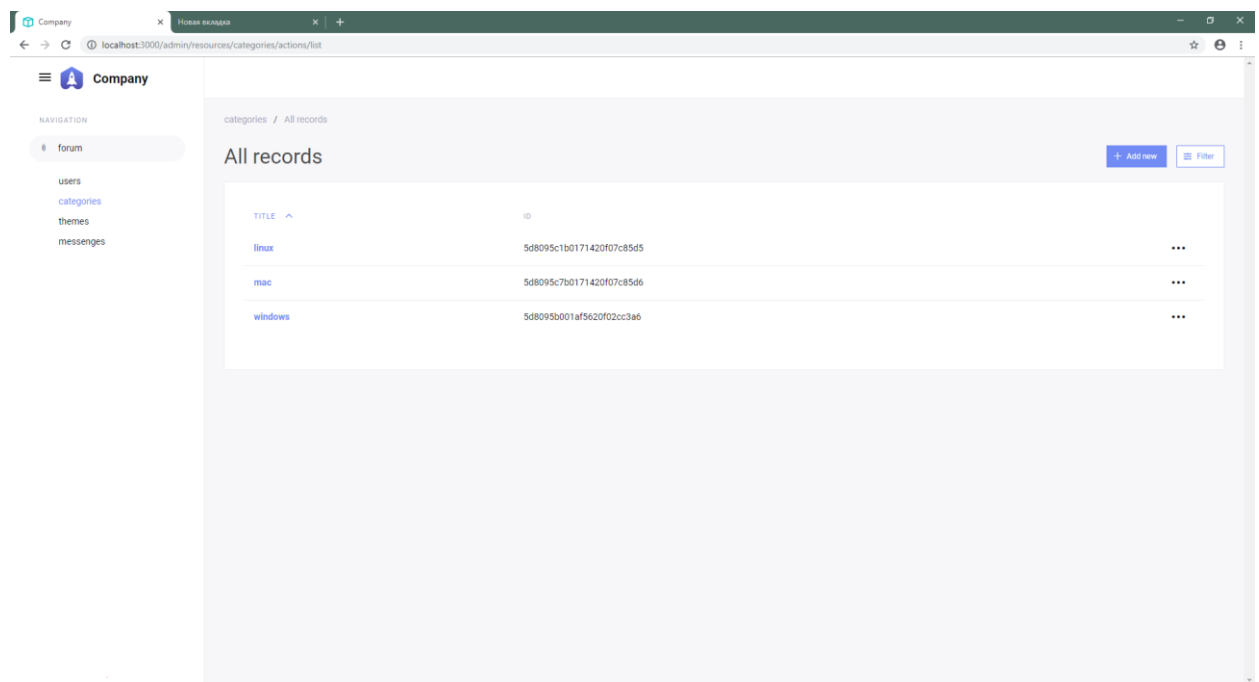 Company
Новая вкладка
localhost:3000/admin/resources/categories/actions/list
Company
NAVIGATION
forum
users
categories
themes
messenges
categories / All records
All records
+ Add new
Filter
TITLE ID
linux 5d8095c1b0171420f07c85d5
mac 5d8095c7b0171420f07c85d6
windows 5d8095b001af5620f02cc3a6